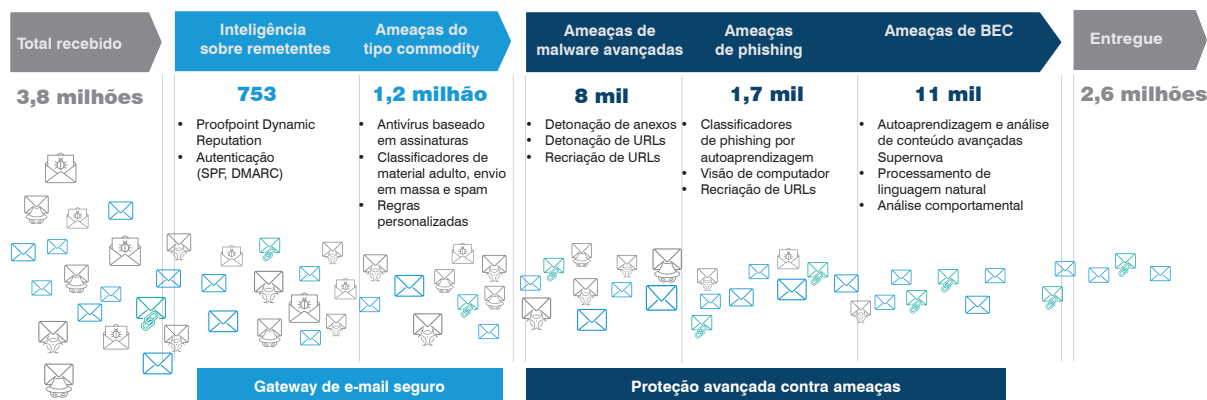 Total recebido
Inteligência
sobre remetentes
Ameaças do
tipo commodity
Ameaças de
malware avançadas
Ameaças
de phishing
Ameaças de BEC
Entregue
3,8 milhões
753
1,2 milhão
8 mil
1,7 mil
11 mil
2,6 milhões
• Proofpoint Dynamic
Reputation
• Autenticação
(SPF, DMARC)
• Antivírus baseado
em assinaturas
• Classificadores de
material adulto, envio
em massa e spam
• Regras
personalizadas
• Detonação de anexos
• Detonação de URLs
• Recriação de URLs
• Classificadores
de phishing por
autoaprendizagem
• Visão de computador
• Recriação de URLs
• Autoaprendizagem e análise
de conteúdo avançadas
Supernova
• Processamento de
linguagem natural
• Análise comportamental
Gateway de e-mail seguro
Proteção avançada contra ameaças